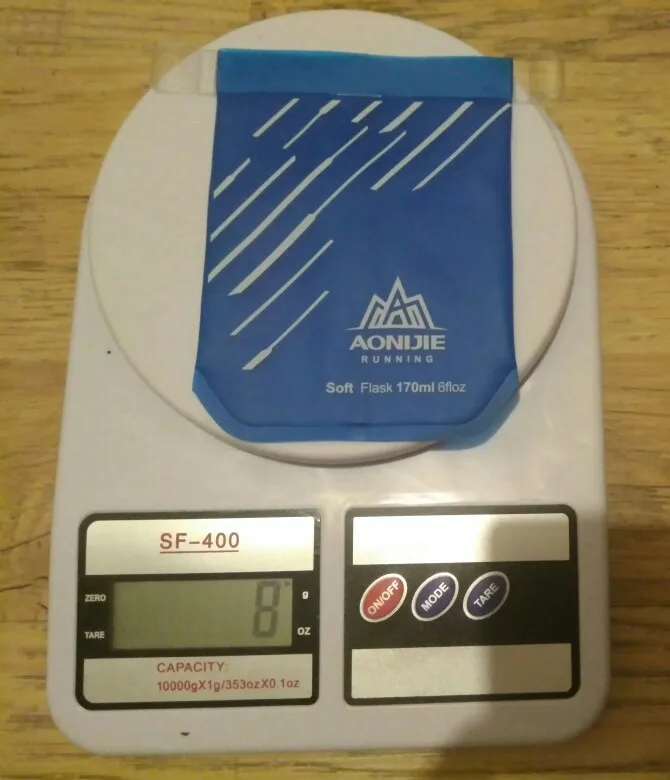 AONIJIE
RUNNING
Soft Flask 170ml 6floz
SF-400
ZERO
TARE
8
g
OZ
CAPACITY:
10000gX1g/353ozX0.1oz
ON/OFF
MODE
TARE